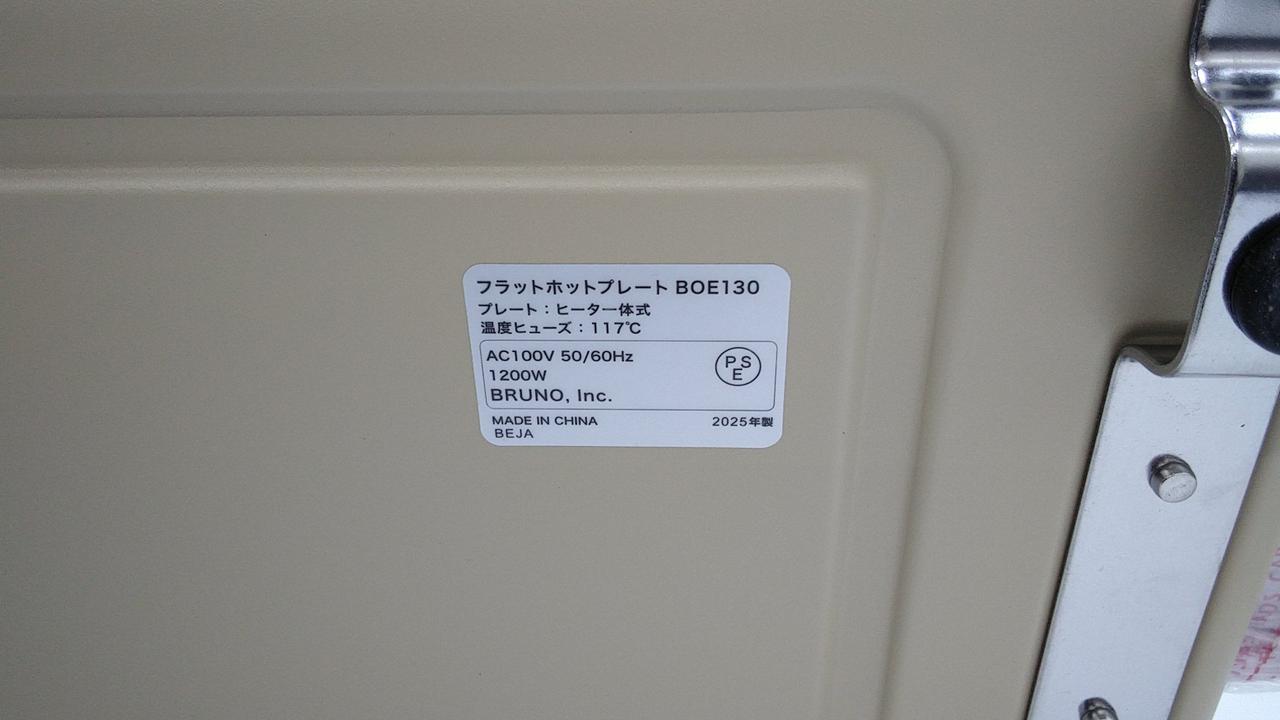 フラットホットプレート BOE130
プレート：ヒーター体式
温度ヒューズ：117℃
AC100V 50/60Hz
1200W
PSE
BRUNO, Inc.
MADE IN CHINA 2025年製
BEJA